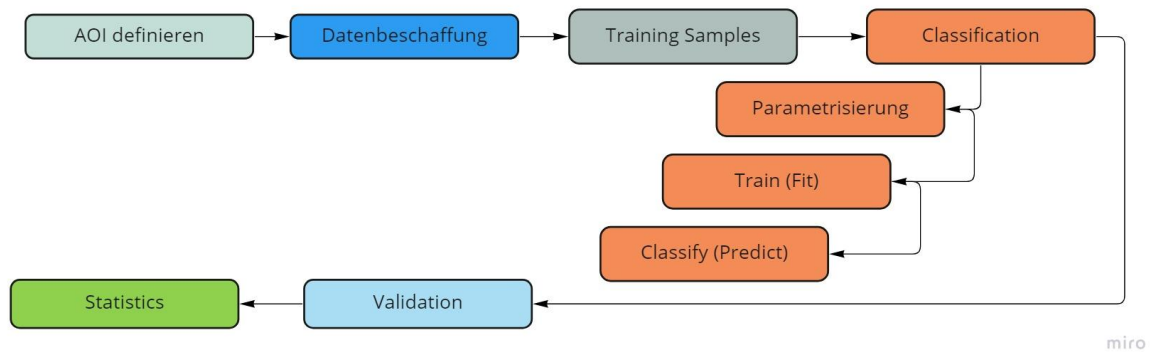 AOI definieren
Datenbeschaffung
Training Samples
Classification
Parametrisierung
Train (Fit)
Classify (Predict)
Statistics
Validation
miro